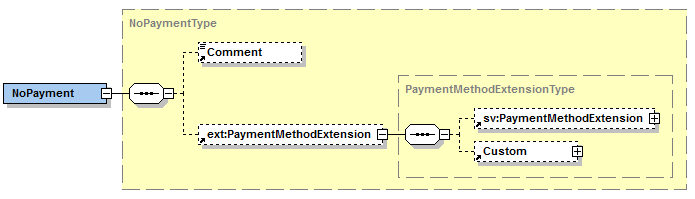 NoPaymentType
Comment
PaymentMethodExtensionType
NoPayment
sv:PaymentMethodExtension
ext:PaymentMethodExtension
Custom